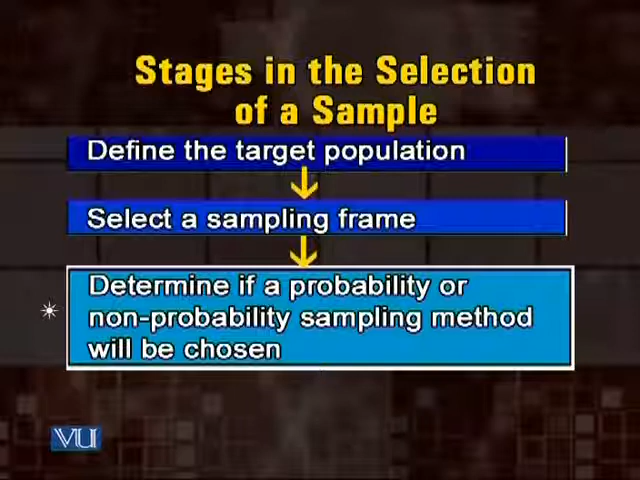 Stages in the Selection
of a Sample
Define the target population
Select a sampling frame
Determine if a probability or
non-probability sampling method
will be chosen
VU